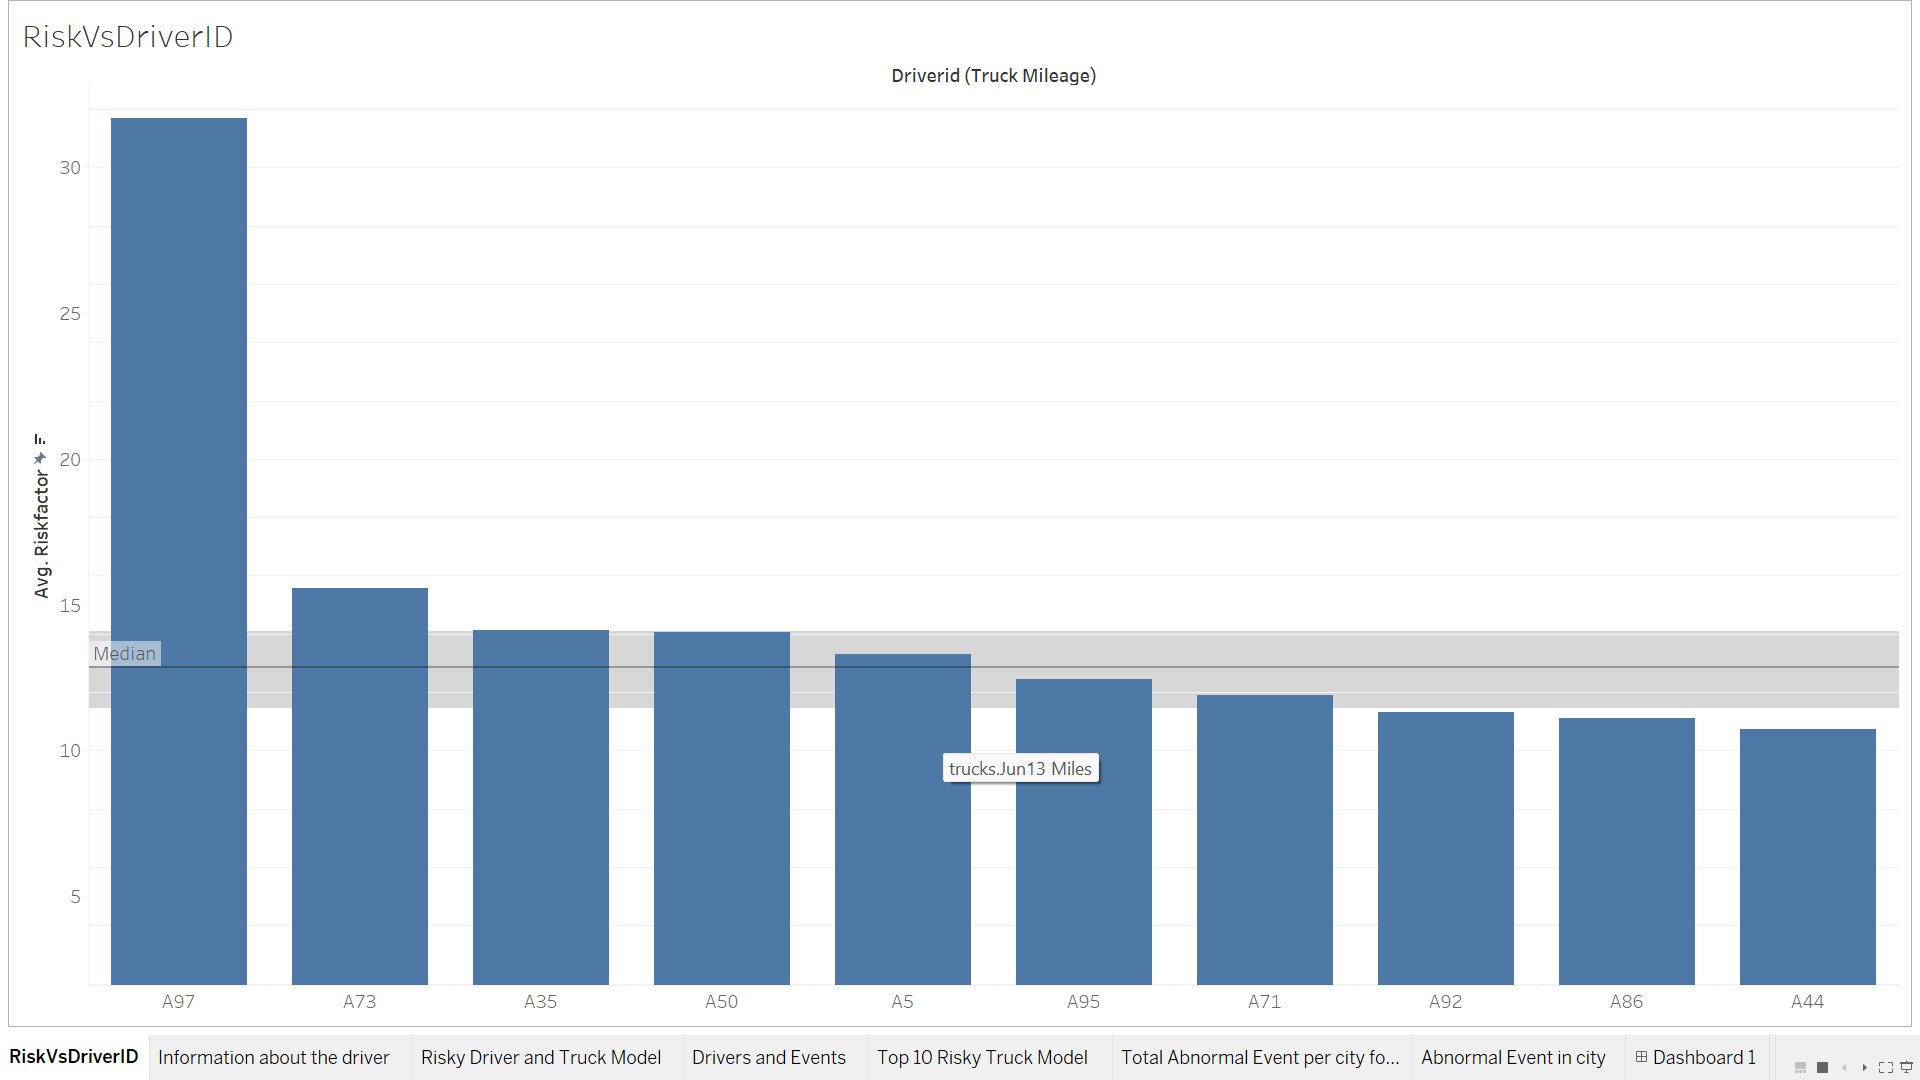 RiskVsDriverID
Driverid (Truck Mileage)
Avg. Riskfactor
30
25
20
15
10
5
Median
trucks.Jun13 Miles
A97 A73 A35 A50 A5 A95 A71 A92 A86 A44
RiskVsDriverID Information about the driver Risky Driver and Truck Model Drivers and Events Top 10 Risky Truck Model Total Abnormal Event per city fo... Abnormal Event in city Dashboard 1